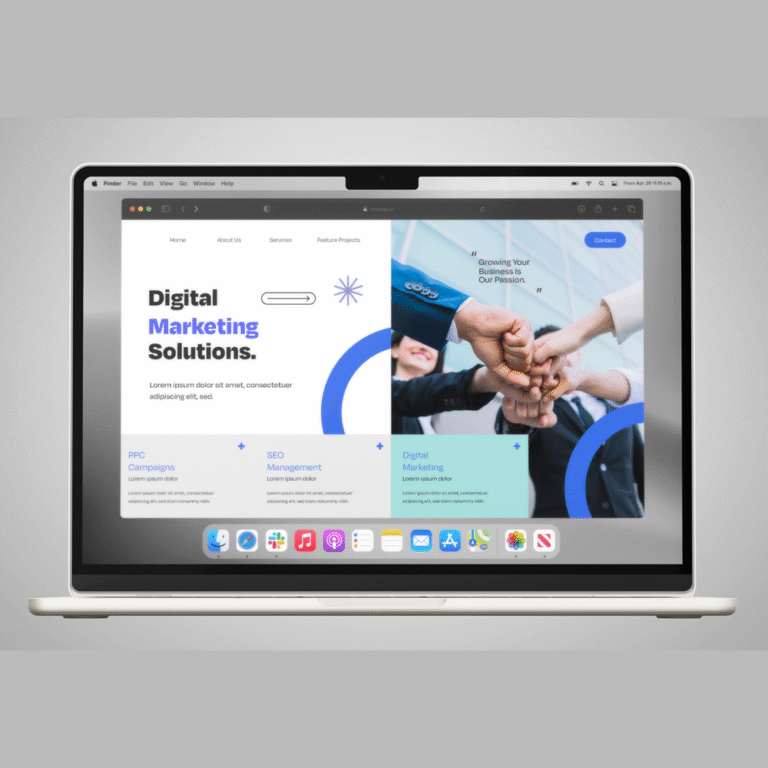 Finder File Edit View Go Window Help
Thurs Apr. 28 11:15 a.m.
Home About Us Services Feature Projects
Contact
Digital
Marketing
Solutions.
Lorem ipsum dolor sit amet, consectetuer
adipiscing elit, sed.
"
Growing Your
Business Is
Our Passion.
"
PPC
Campaigns
Lorem ipsum dolor
Lorem ipsum dolor sit amet, consectetuer
adipiscing elit, sed diam nonummy nibh.
SEO
Management
Lorem ipsum dolor
Lorem ipsum dolor sit amet, consectetuer
adipiscing elit, sed diam nonummy nibh.
Digital
Marketing
Lorem ipsum dolor
Lorem ipsum dolor sit amet, consectetuer
adipiscing elit, sed diam nonummy nibh.